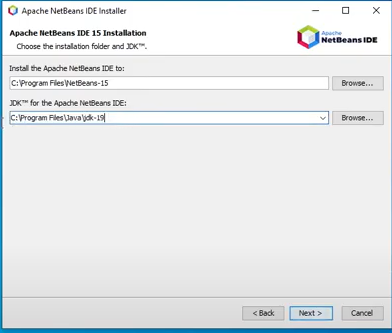 Apache NetBeans IDE Installer
Apache NetBeans IDE 15 Installation
Choose the installation folder and JDK™.
Apache
NetBeans IDE
Install the Apache NetBeans IDE to:
C:\Program Files\NetBeans-15
Browse...
JDK™ for the Apache NetBeans IDE:
C:\Program Files\Java\jdk-19
Browse...
< Back
Next >
Cancel